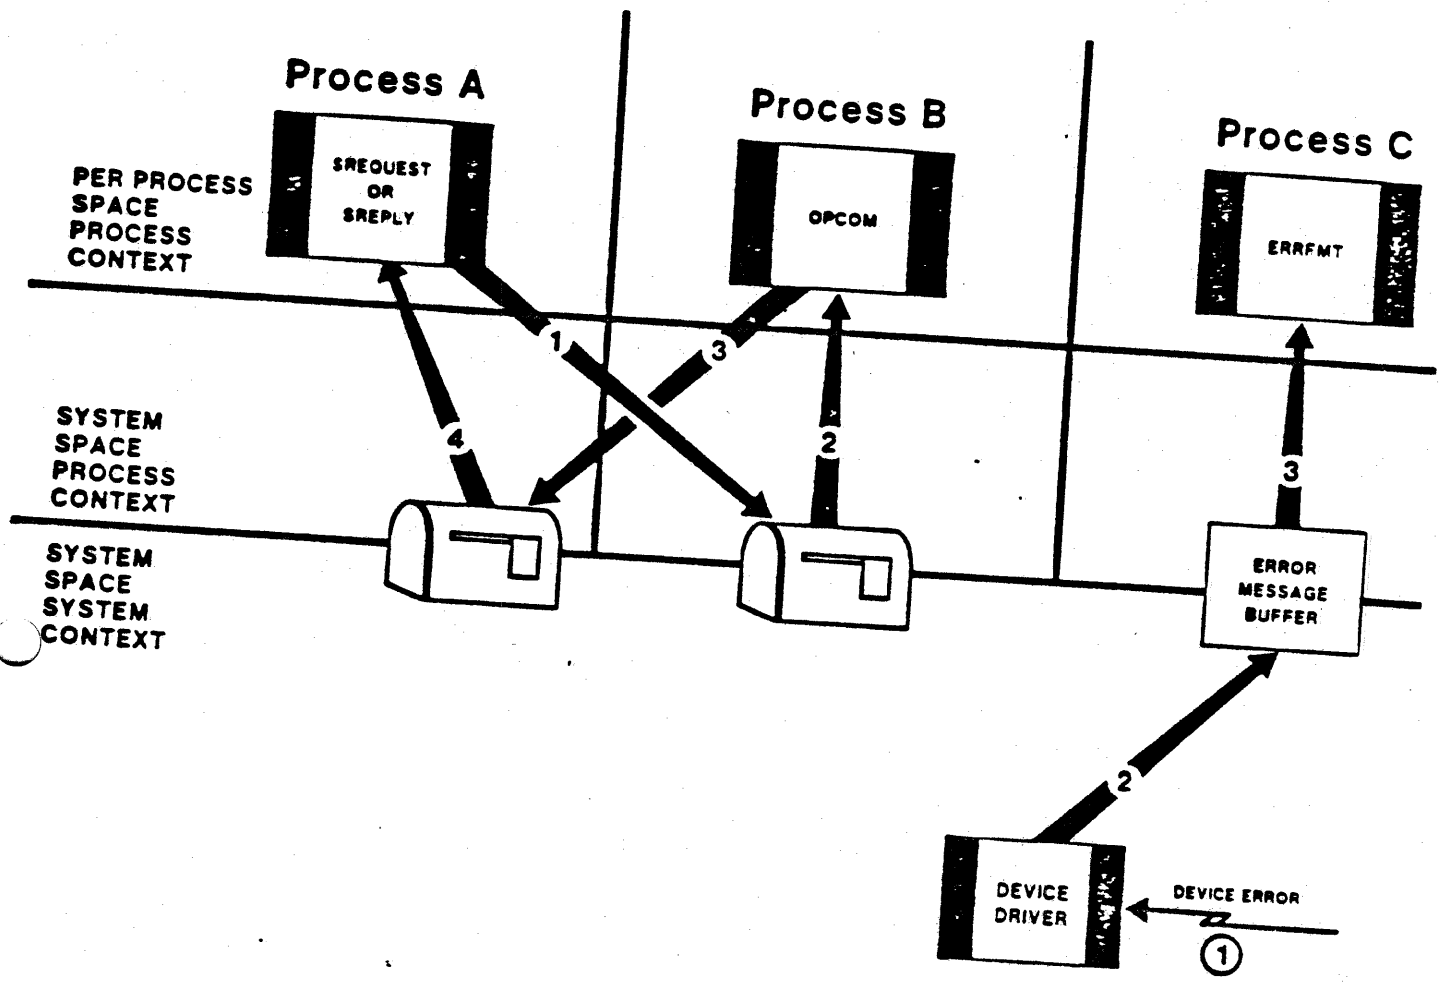 Process A
Process B
Process C
PER PROCESS
SPACE
PROCESS
CONTEXT
$REQUEST
OR
$REPLY
OPCOM
ERRFMT
1
3
2
4
3
SYSTEM
SPACE
PROCESS
CONTEXT
SYSTEM
SPACE
SYSTEM
CONTEXT
ERROR
MESSAGE
BUFFER
2
DEVICE
DRIVER
DEVICE ERROR
1